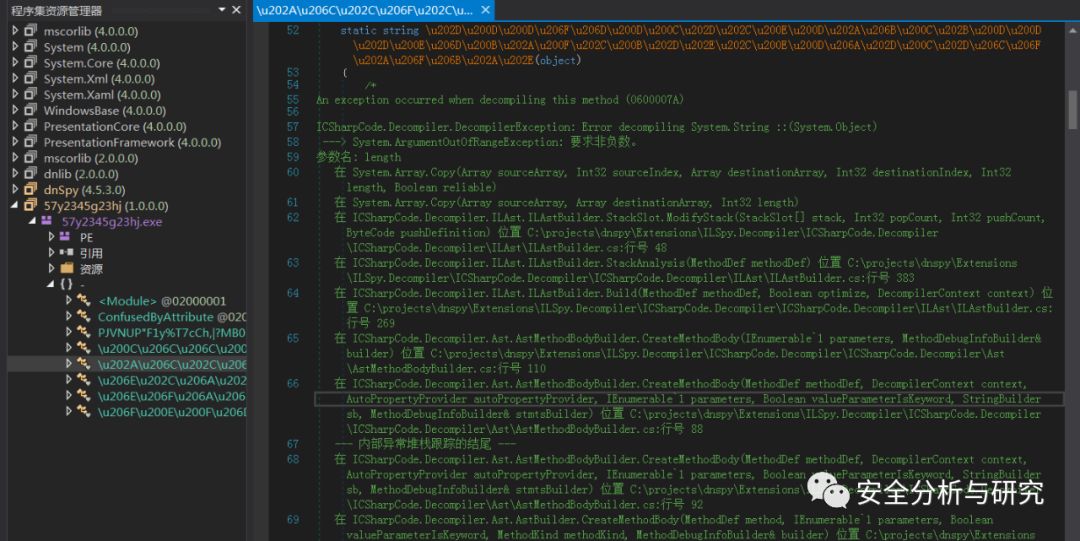 程序集资源管理器
mscorlib (4.0.0.0)
System (4.0.0.0)
System.Core (4.0.0.0)
System.Xml (4.0.0.0)
System.Xaml (4.0.0.0)
WindowsBase (4.0.0.0)
PresentationCore (4.0.0.0)
PresentationFramework (4.0.0.0)
mscorlib (2.0.0.0)
dnlib (2.0.0.0)
dnSpy (4.5.3.0)
57y2345g23hj (1.0.0.0)
57y2345g23hj.exe
PE
引用
资源
{ } -
<Module> @02000001
ConfusedByAttribute @020
PJVNUP"F1y%T7cCh,|?MB0
\u200C\u206C\u206C\u200
\u202A\u206C\u202C\u206
\u206E\u202C\u206A\u202
\u206E\u206F\u206A\u206
\u206F\u200E\u200F\u206D
\u202A\u206C\u202C\u206F\u202C\u...
52 static string \u202D\u200D\u200D\u206F\u206D\u200D\u200C\u202D\u202C\u200E\u200D\u202A\u206B\u200C\u202B\u200D\u200D
\u202D\u200E\u206D\u200B\u202A\u200F\u202C\u200B\u202D\u202E\u202C\u200E\u200D\u206A\u202D\u200C\u202D\u206C\u206F
\u202A\u206F\u206B\u202A\u202E(object)
53 {
54 /*
55 An exception occurred when decompiling this method (0600007A)
56
57 ICSharpCode.Decompiler.DecompilerException: Error decompiling System.String ::(System.Object)
58 ---> System.ArgumentOutOfRangeException: 要求非负数。
59 参数名: length
60 在 System.Array.Copy(Array sourceArray, Int32 sourceIndex, Array destinationArray, Int32 destinationIndex, Int32
length, Boolean reliable)
61 在 System.Array.Copy(Array sourceArray, Array destinationArray, Int32 length)
62 在 ICSharpCode.Decompiler.ILAst.ILAstBuilder.StackSlot.ModifyStack(StackSlot[] stack, Int32 popCount, Int32 pushCount,
ByteCode pushDefinition) 位置 C:\projects\dnspy\Extensions\ILSpy.Decompiler\ICSharpCode.Decompiler
\ICSharpCode.Decompiler\ILAst\ILAstBuilder.cs:行号 48
63 在 ICSharpCode.Decompiler.ILAst.ILAstBuilder.StackAnalysis(MethodDef methodDef) 位置 C:\projects\dnspy\Extensions
\ILSpy.Decompiler\ICSharpCode.Decompiler\ICSharpCode.Decompiler\ILAst\ILAstBuilder.cs:行号 383
64 在 ICSharpCode.Decompiler.ILAst.ILAstBuilder.Build(MethodDef methodDef, Boolean optimize, DecompilerContext context) 位
置 C:\projects\dnspy\Extensions\ILSpy.Decompiler\ICSharpCode.Decompiler\ICSharpCode.Decompiler\ILAst\ILAstBuilder.cs:
行号 269
65 在 ICSharpCode.Decompiler.Ast.AstMethodBodyBuilder.CreateMethodBody(IEnumerable`1 parameters, MethodDebugInfoBuilder&
builder) 位置 C:\projects\dnspy\Extensions\ILSpy.Decompiler\ICSharpCode.Decompiler\ICSharpCode.Decompiler\Ast
\AstMethodBodyBuilder.cs:行号 110
66 在 ICSharpCode.Decompiler.Ast.AstMethodBodyBuilder.CreateMethodBody(MethodDef methodDef, DecompilerContext context,
AutoPropertyProvider autoPropertyProvider, IEnumerable`1 parameters, Boolean valueParameterIsKeyword, StringBuilder
sb, MethodDebugInfoBuilder& stmtsBuilder) 位置 C:\projects\dnspy\Extensions\ILSpy.Decompiler\ICSharpCode.Decompiler
\ICSharpCode.Decompiler\Ast\AstMethodBodyBuilder.cs:行号 88
67 --- 内部异常堆栈跟踪的结尾 ---
68 在 ICSharpCode.Decompiler.Ast.AstMethodBodyBuilder.CreateMethodBody(MethodDef methodDef, DecompilerContext context,
AutoPropertyProvider autoPropertyProvider, IEnumerable`1 parameters, Boolean valueParameterIsKeyword, StringBuilder
sb, MethodDebugInfoBuilder& stmtsBuilder) 位置 C:\projects\dnspy\Extensions\
\ICSharpCode.Decompiler\Ast\AstMethodBodyBuilder.cs:行号 92
69 在 ICSharpCode.Decompiler.Ast.AstBuilder.CreateMethodBody(MethodDef method, IEnumerable`1 parameters, Boolean
valueParameterIsKeyword, MethodKind methodKind, MethodDebugInfoBuilder& builder) 位置 C:\projects\dnspy\Extensions
安全分析与研究